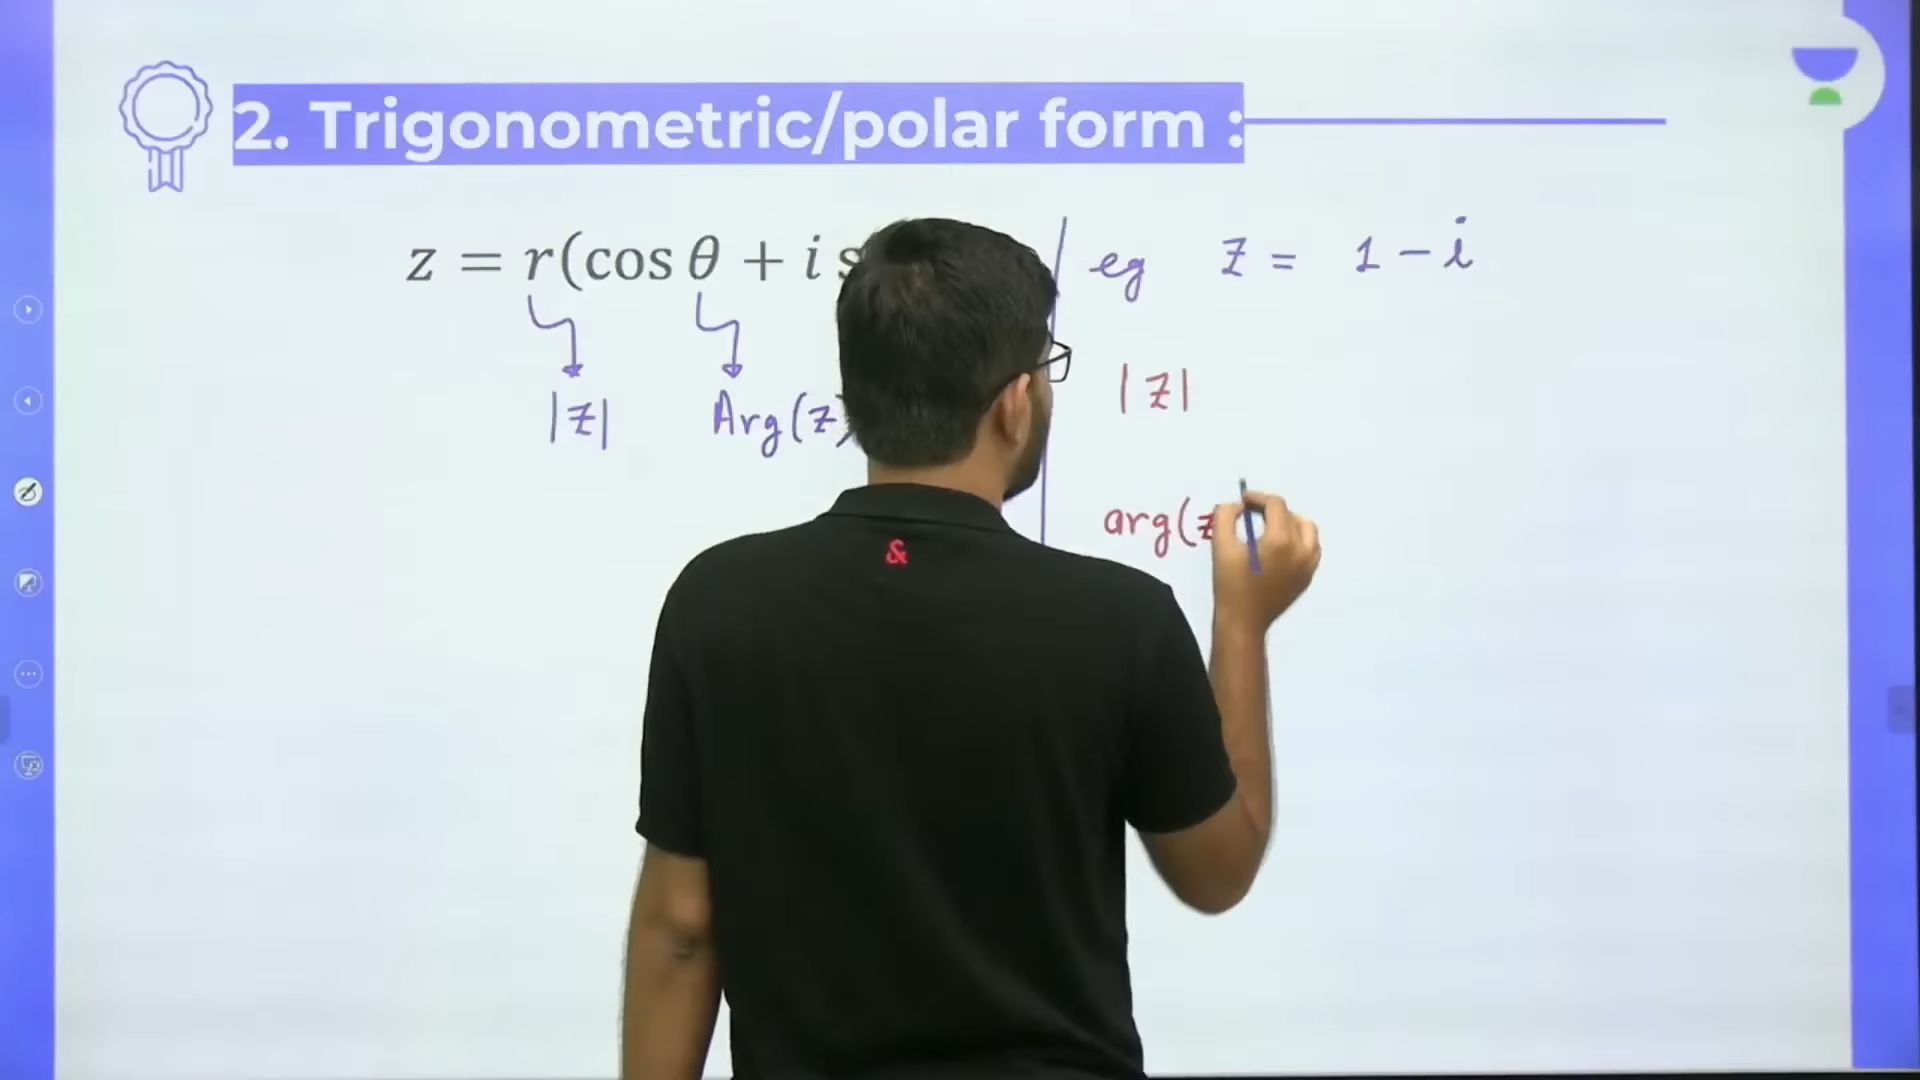 2. Trigonometric/polar form :
z = r(cos θ + i s
|z| Arg(z)
eg z = 1 - i
|z|
arg(z
&